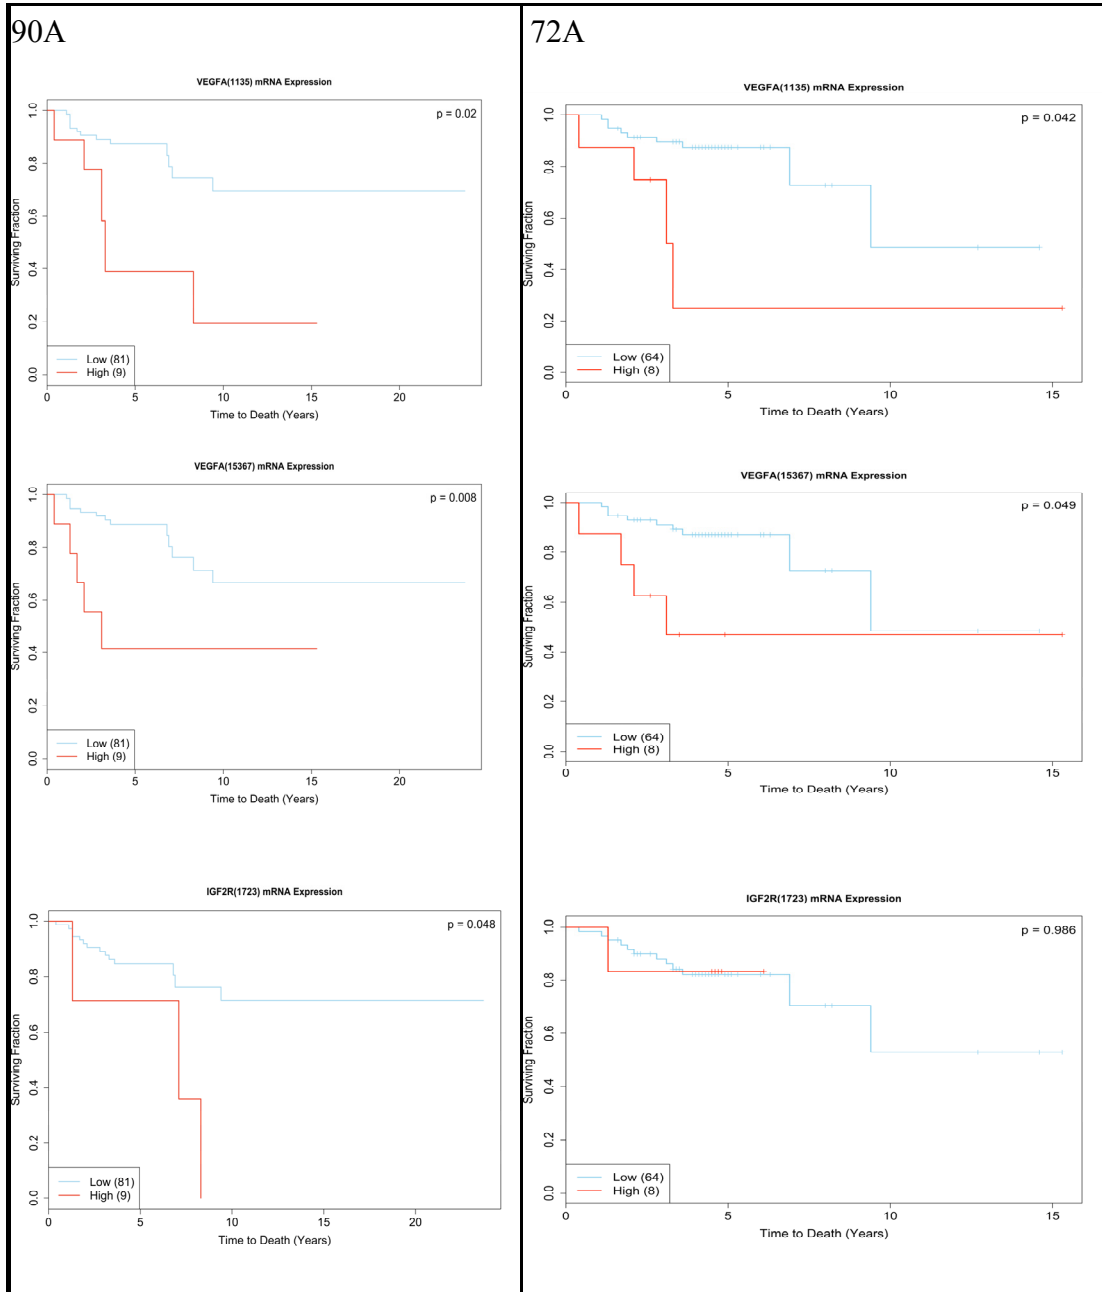 90A
VEGFA(1135) mRNA Expression
p = 0.02
1.0
0.8
0.6
0.4
0.2
0.0
Surviving Fraction
Low (81)
High (9)
0 5 10 15 20
Time to Death (Years)
VEGFA(15367) mRNA Expression
p = 0.008
1.0
0.8
0.6
0.4
0.2
0.0
Surviving Fraction
Low (81)
High (9)
0 5 10 15 20
Time to Death (Years)
IGF2R(1723) mRNA Expression
p = 0.048
1.0
0.8
0.6
0.4
0.2
0.0
Surviving Fraction
Low (81)
High (9)
0 5 10 15 20
Time to Death (Years)
72A
VEGFA(1135) mRNA Expression
p = 0.042
1.0
0.8
0.6
0.4
0.2
0.0
Surviving Fraction
Low (64)
High (8)
0 5 10 15
Time to Death (Years)
VEGFA(15367) mRNA Expression
p = 0.049
1.0
0.8
0.6
0.4
0.2
0.0
Surviving Fraction
Low (64)
High (8)
0 5 10 15
Time to Death (Years)
IGF2R(1723) mRNA Expression
p = 0.986
1.0
0.8
0.6
0.4
0.2
0.0
Surviving Fraction
Low (64)
High (8)
0 5 10 15
Time to Death (Years)